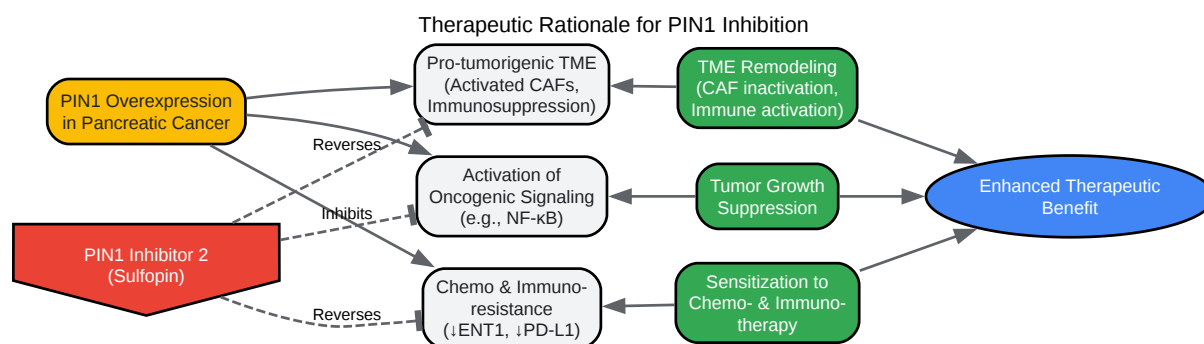 Therapeutic Rationale for PIN1 Inhibition
PIN1 Overexpression
in Pancreatic Cancer
Pro-tumorigenic TME
(Activated CAFs,
Immunosuppression)
TME Remodeling
(CAF inactivation,
Immune activation)
Reverses
Activation of
Oncogenic Signaling
(e.g., NF-κB)
Tumor Growth
Suppression
Enhanced Therapeutic
Benefit
Inhibits
PIN1 Inhibitor 2
(Sulfopin)
Reverses
Chemo & Immuno-
resistance
(↓ENT1, ↓PD-L1)
Sensitization to
Chemo- & Immuno-
therapy